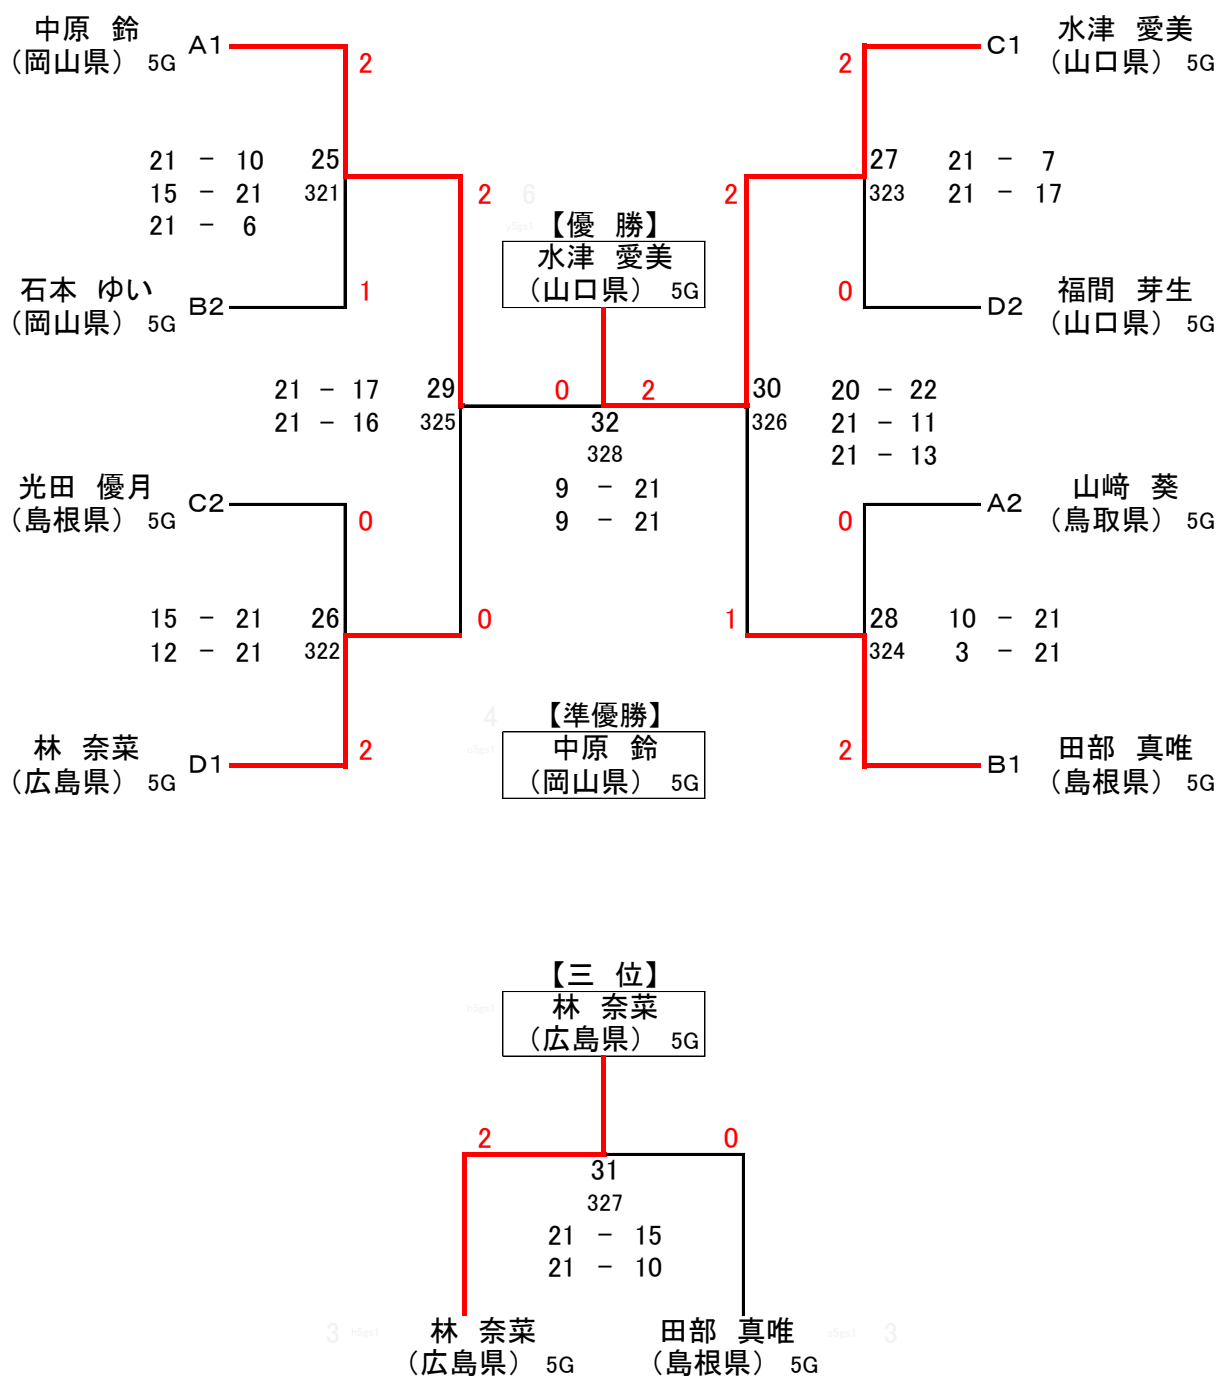 中原 鈴
（岡山県） 5G
A1
2
21 － 10
15 － 21
21 － 6
25
321
石本 ゆい
（岡山県） 5G
B2
1
2
21 － 17
21 － 16
29
325
光田 優月
（島根県） 5G
C2
0
15 － 21
12 － 21
26
322
林 奈菜
（広島県） 5G
D1
2
0
6
y5gs1
【優 勝】
水津 愛美
（山口県） 5G
0 2
32
328
9 － 21
9 － 21
4
【準優勝】
中原 鈴
（岡山県） 5G
水津 愛美
（山口県） 5G
C1
2
27
323
21 － 7
21 － 17
福間 芽生
（山口県） 5G
D2
0
2
30
326
20 － 22
21 － 11
21 － 13
山﨑 葵
（鳥取県） 5G
A2
0
1
28
324
10 － 21
3 － 21
田部 真唯
（島根県） 5G
B1
2
【三 位】
林 奈菜
（広島県） 5G
2 0
31
327
21 － 15
21 － 10
3 h5gs1
林 奈菜
（広島県） 5G
田部 真唯
（島根県） 5G
3